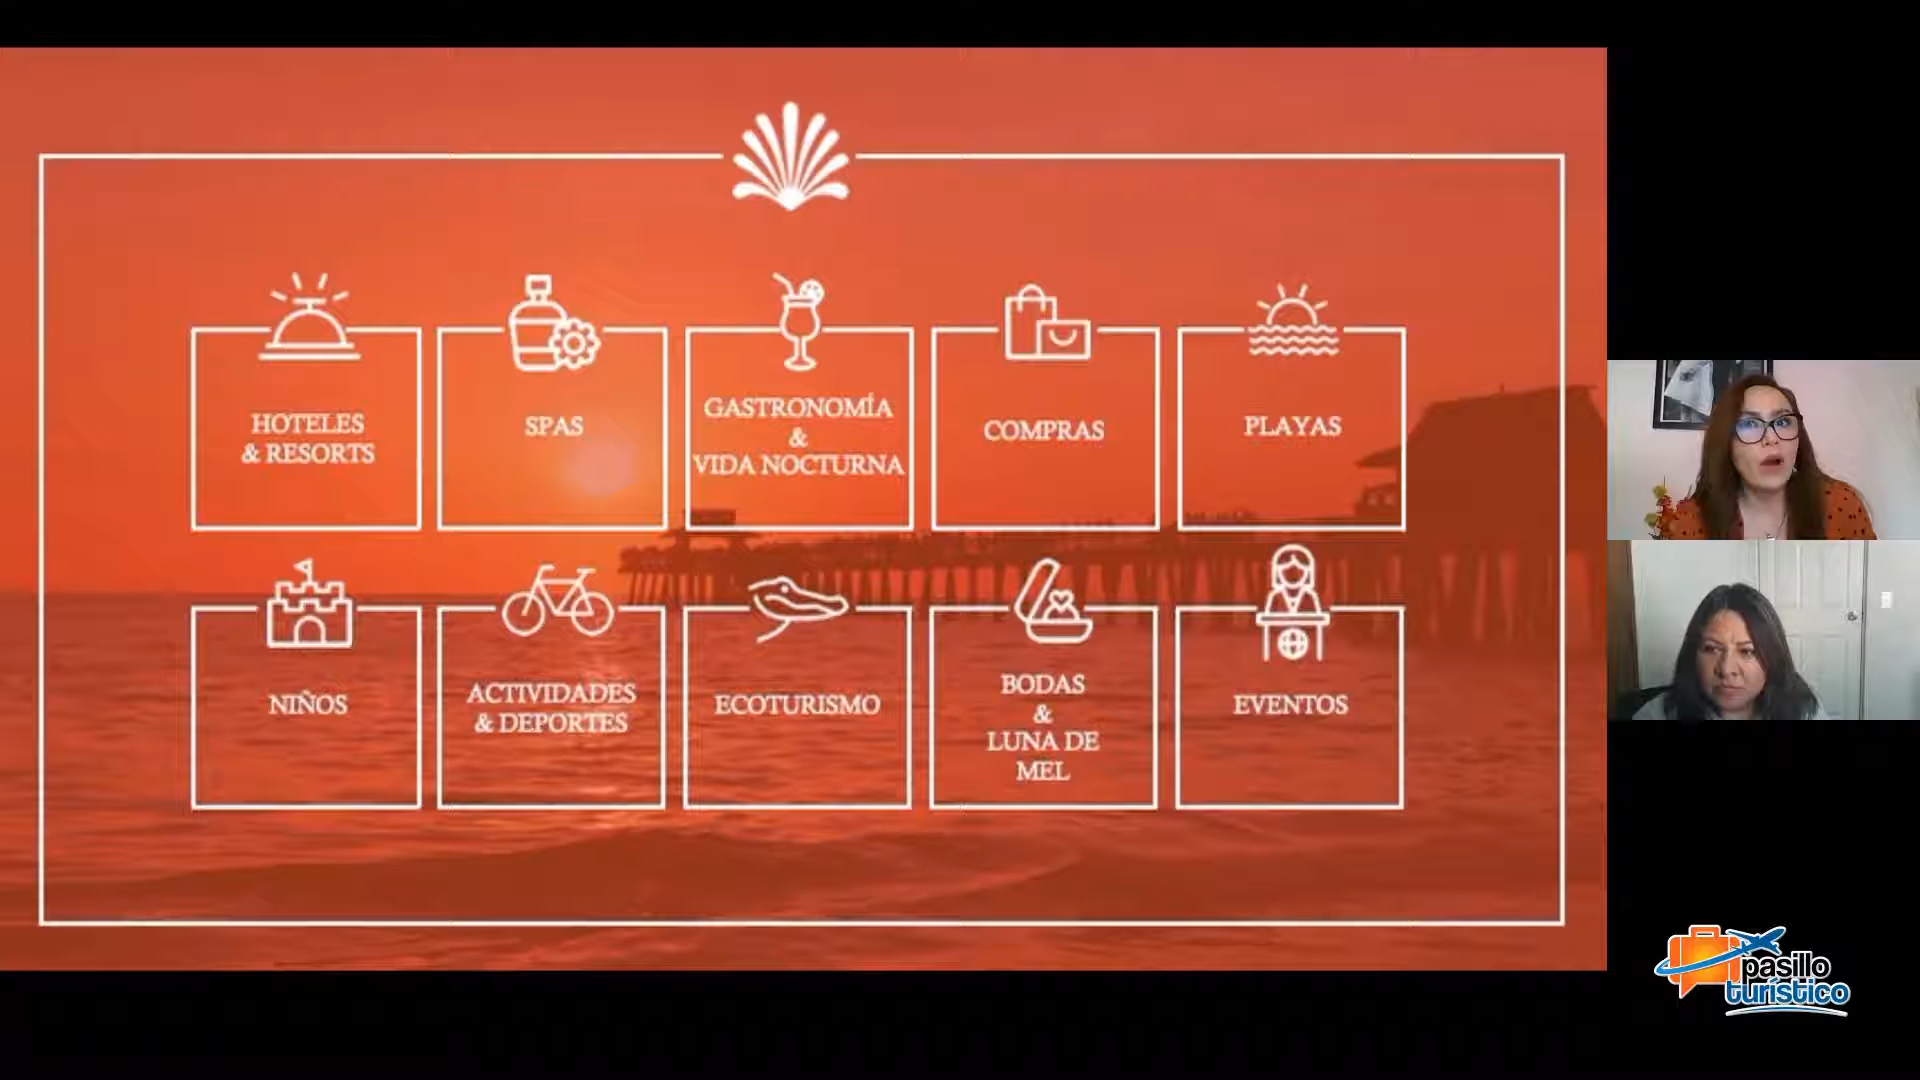 HOTELES
& RESORTS
SPAS
GASTRONOMÍA
&
VIDA NOCTURNA
COMPRAS
PLAYAS
NIÑOS
ACTIVIDADES
& DEPORTES
ECOTURISMO
BODAS
&
LUNA DE
MEL
EVENTOS
pasillo
turístico